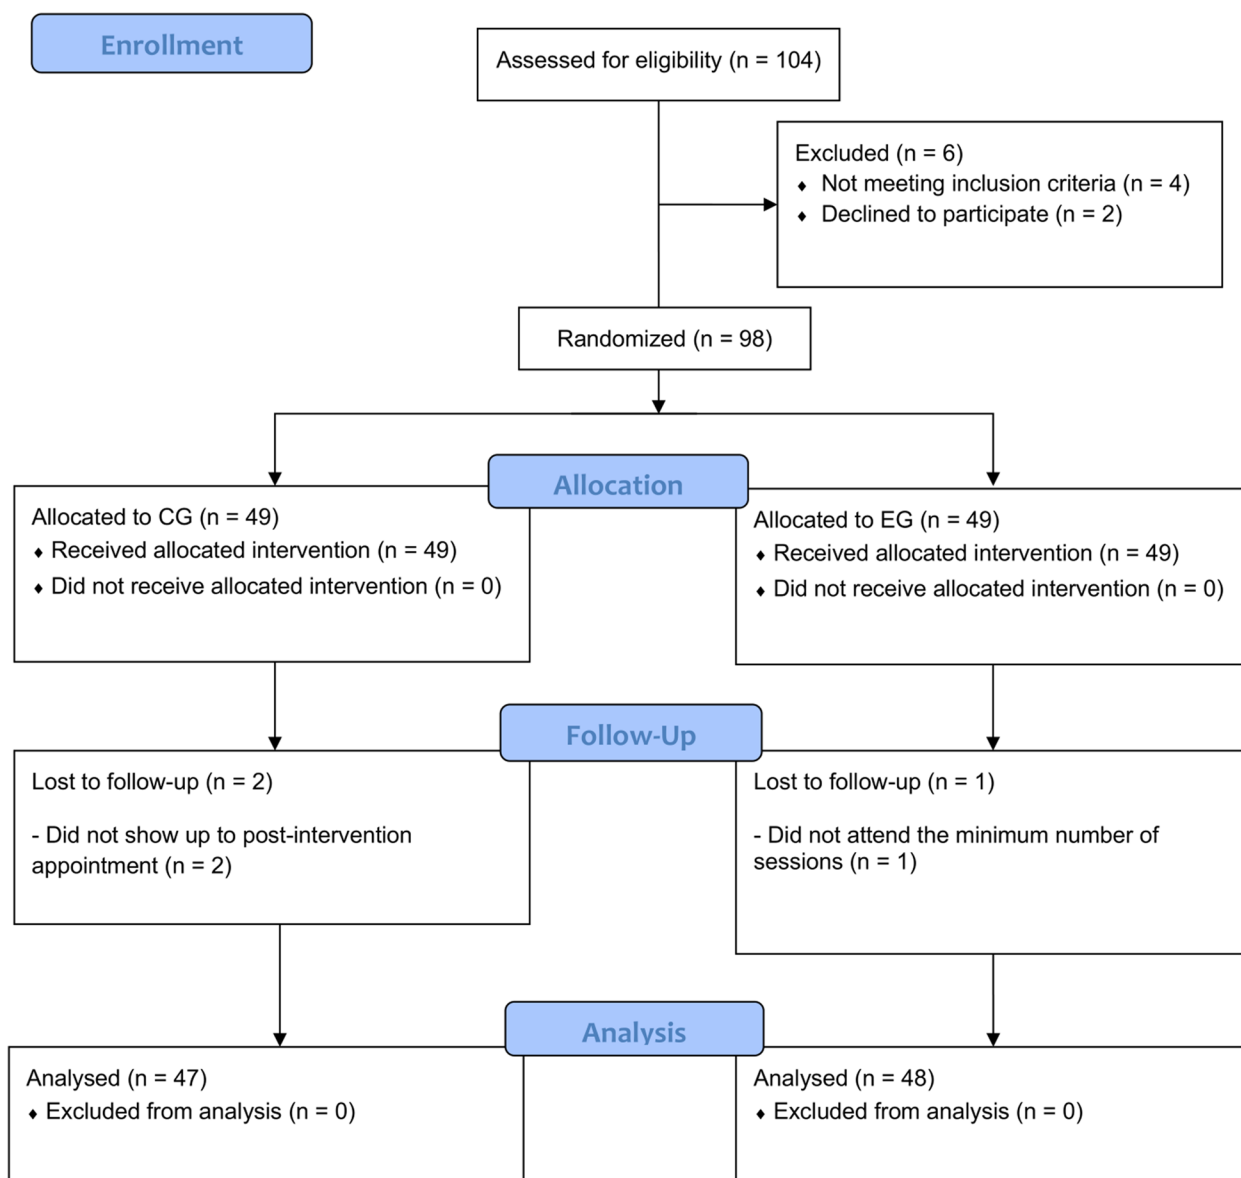 Enrollment
Assessed for eligibility (n = 104)
Excluded (n = 6)
♦ Not meeting inclusion criteria (n = 4)
♦ Declined to participate (n = 2)
Randomized (n = 98)
Allocation
Allocated to CG (n = 49)
♦ Received allocated intervention (n = 49)
♦ Did not receive allocated intervention (n = 0)
Allocated to EG (n = 49)
♦ Received allocated intervention (n = 49)
♦ Did not receive allocated intervention (n = 0)
Follow-Up
Lost to follow-up (n = 2)
- Did not show up to post-intervention
appointment (n = 2)
Lost to follow-up (n = 1)
- Did not attend the minimum number of
sessions (n = 1)
Analysis
Analysed (n = 47)
♦ Excluded from analysis (n = 0)
Analysed (n = 48)
♦ Excluded from analysis (n = 0)